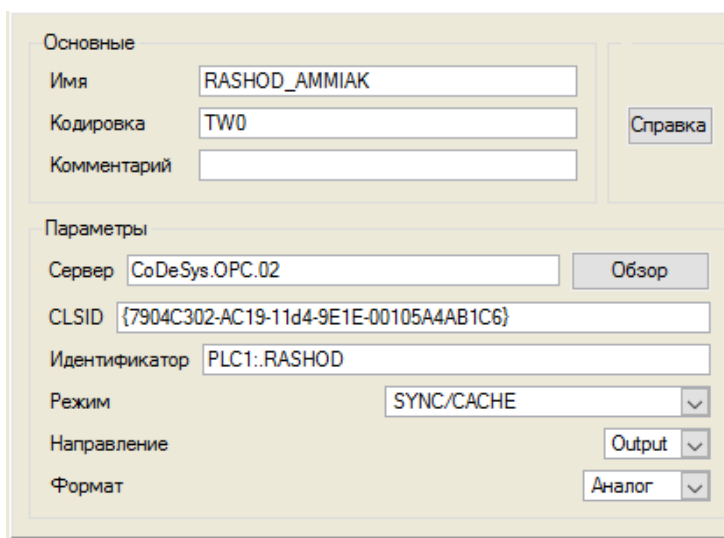 Основные
Имя RASHOD_AMMIAK
Кодировка TW0
Комментарий
Справка
Параметры
Сервер CoDeSys.OPC.02 Обзор
CLSID {7904C302-AC19-11d4-9E1E-00105A4AB1C6}
Идентификатор PLC1:.RASHOD
Режим SYNC/CACHE
Направление Output
Формат Аналог